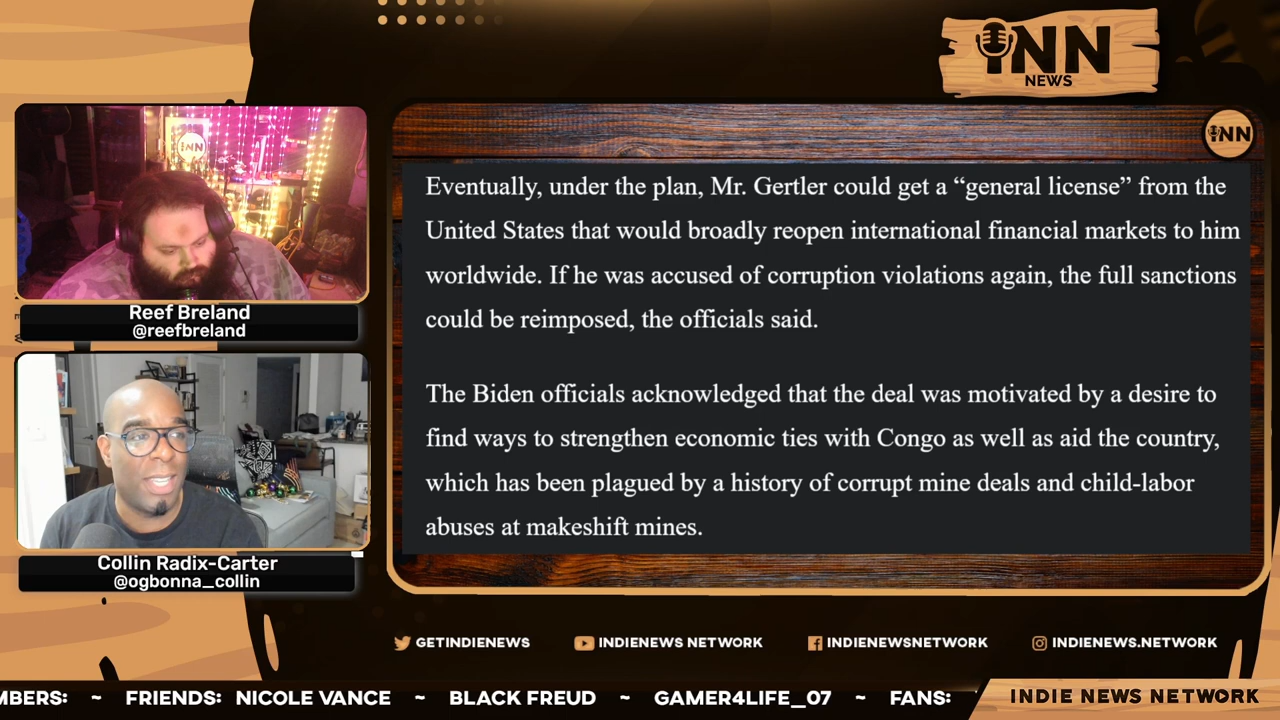 iNN
NEWS
iNN
iNN
Eventually, under the plan, Mr. Gertler could get a “general license” from the
United States that would broadly reopen international financial markets to him
worldwide. If he was accused of corruption violations again, the full sanctions
could be reimposed, the officials said.
The Biden officials acknowledged that the deal was motivated by a desire to
find ways to strengthen economic ties with Congo as well as aid the country,
which has been plagued by a history of corrupt mine deals and child-labor
abuses at makeshift mines.
Reef Breland
@reefbreland
Collin Radix-Carter
@ogbonna_collin
GETINDIENEWS
INDIENEWS NETWORK
INDIENEWSNETWORK
INDIENEWS.NETWORK
MBERS: ~ FRIENDS: NICOLE VANCE ~ BLACK FREUD ~ GAMER4LIFE_07 ~ FANS:
INDIE NEWS NETWORK